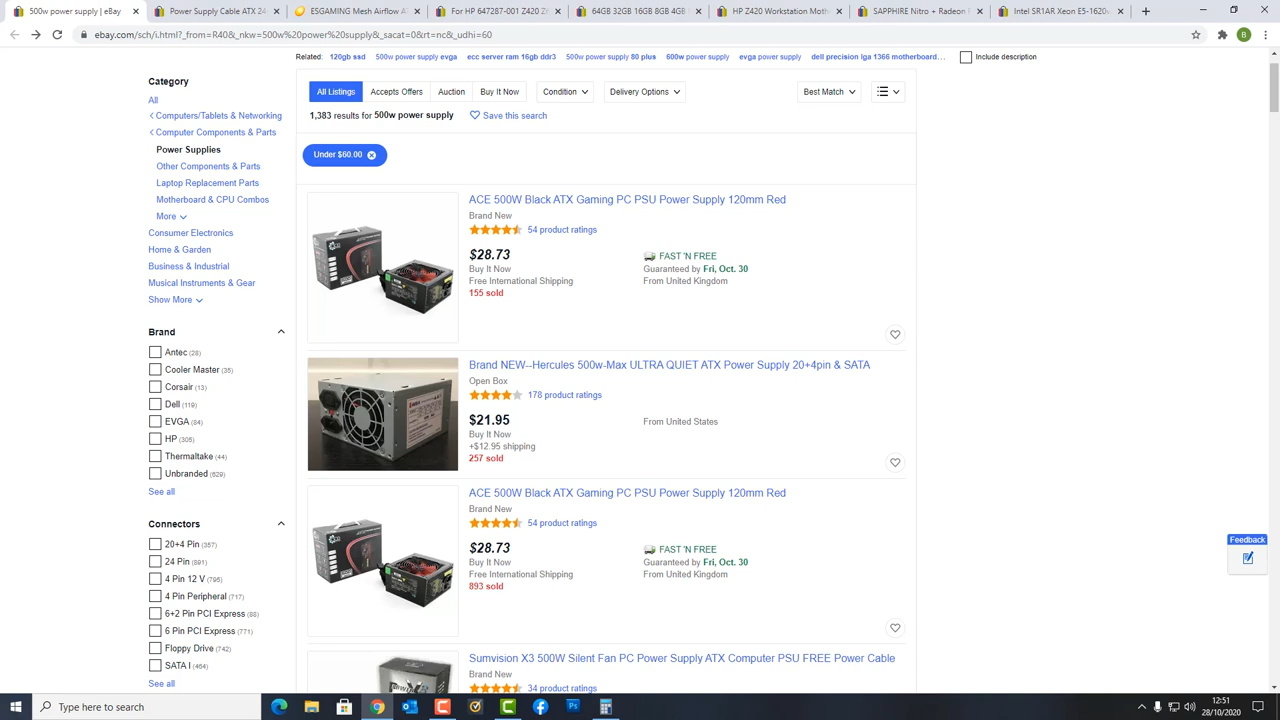 500w power supply | eBay
Power Supplies ATX 24
ESGAMING Max Airflow A
For HP 647287-001 Z420 Z
64GB 32GB 16GB 8GB 4GB
HP Z420 Workstation Mothe
SAPPHIRE Nitro + Radeon
Intel SR1AR Xeon E5-1620v
ebay.com/sch/i.html?_from=R40&_nkw=500w%20power%20supply&_sacat=0&rt=nc&_udhi=60
B
Related: 120gb ssd 500w power supply evga ecc server ram 16gb ddr3 500w power supply 80 plus 600w power supply evga power supply dell precision lga 1366 motherboard… Include description
Category
All
Computers/Tablets & Networking
Computer Components & Parts
Power Supplies
Other Components & Parts
Laptop Replacement Parts
Motherboard & CPU Combos
More
Consumer Electronics
Home & Garden
Business & Industrial
Musical Instruments & Gear
Show More
Brand
Antec (28)
Cooler Master (35)
Corsair (13)
Dell (119)
EVGA (84)
HP (305)
Thermaltake (44)
Unbranded (629)
See all
Connectors
20+4 Pin (357)
24 Pin (891)
4 Pin 12 V (795)
4 Pin Peripheral (717)
6+2 Pin PCI Express (88)
6 Pin PCI Express (771)
Floppy Drive (742)
SATA I (464)
See all
All Listings Accepts Offers Auction Buy It Now Condition Delivery Options Best Match
1,383 results for 500w power supply Save this search
Under $60.00
ACE 500W Black ATX Gaming PC PSU Power Supply 120mm Red
Brand New
54 product ratings
$28.73
Buy It Now
Free International Shipping
155 sold
FAST 'N FREE
Guaranteed by Fri, Oct. 30
From United Kingdom
Brand NEW--Hercules 500w-Max ULTRA QUIET ATX Power Supply 20+4pin & SATA
Open Box
178 product ratings
$21.95
Buy It Now
+$12.95 shipping
257 sold
From United States
ACE 500W Black ATX Gaming PC PSU Power Supply 120mm Red
Brand New
54 product ratings
$28.73
Buy It Now
Free International Shipping
893 sold
FAST 'N FREE
Guaranteed by Fri, Oct. 30
From United Kingdom
Sumvision X3 500W Silent Fan PC Power Supply ATX Computer PSU FREE Power Cable
Brand New
34 product ratings
Feedback
Type here to search
12:51
28/10/2020